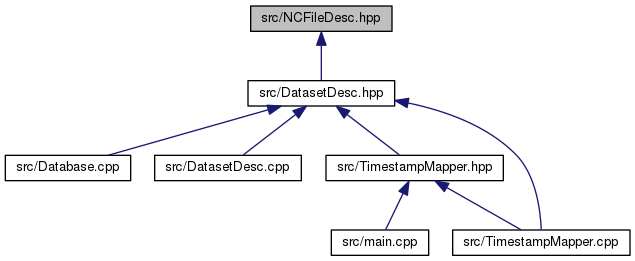 src/NCFileDesc.hpp
src/DatasetDesc.hpp
src/Database.cpp
src/DatasetDesc.cpp
src/TimestampMapper.hpp
src/main.cpp
src/TimestampMapper.cpp